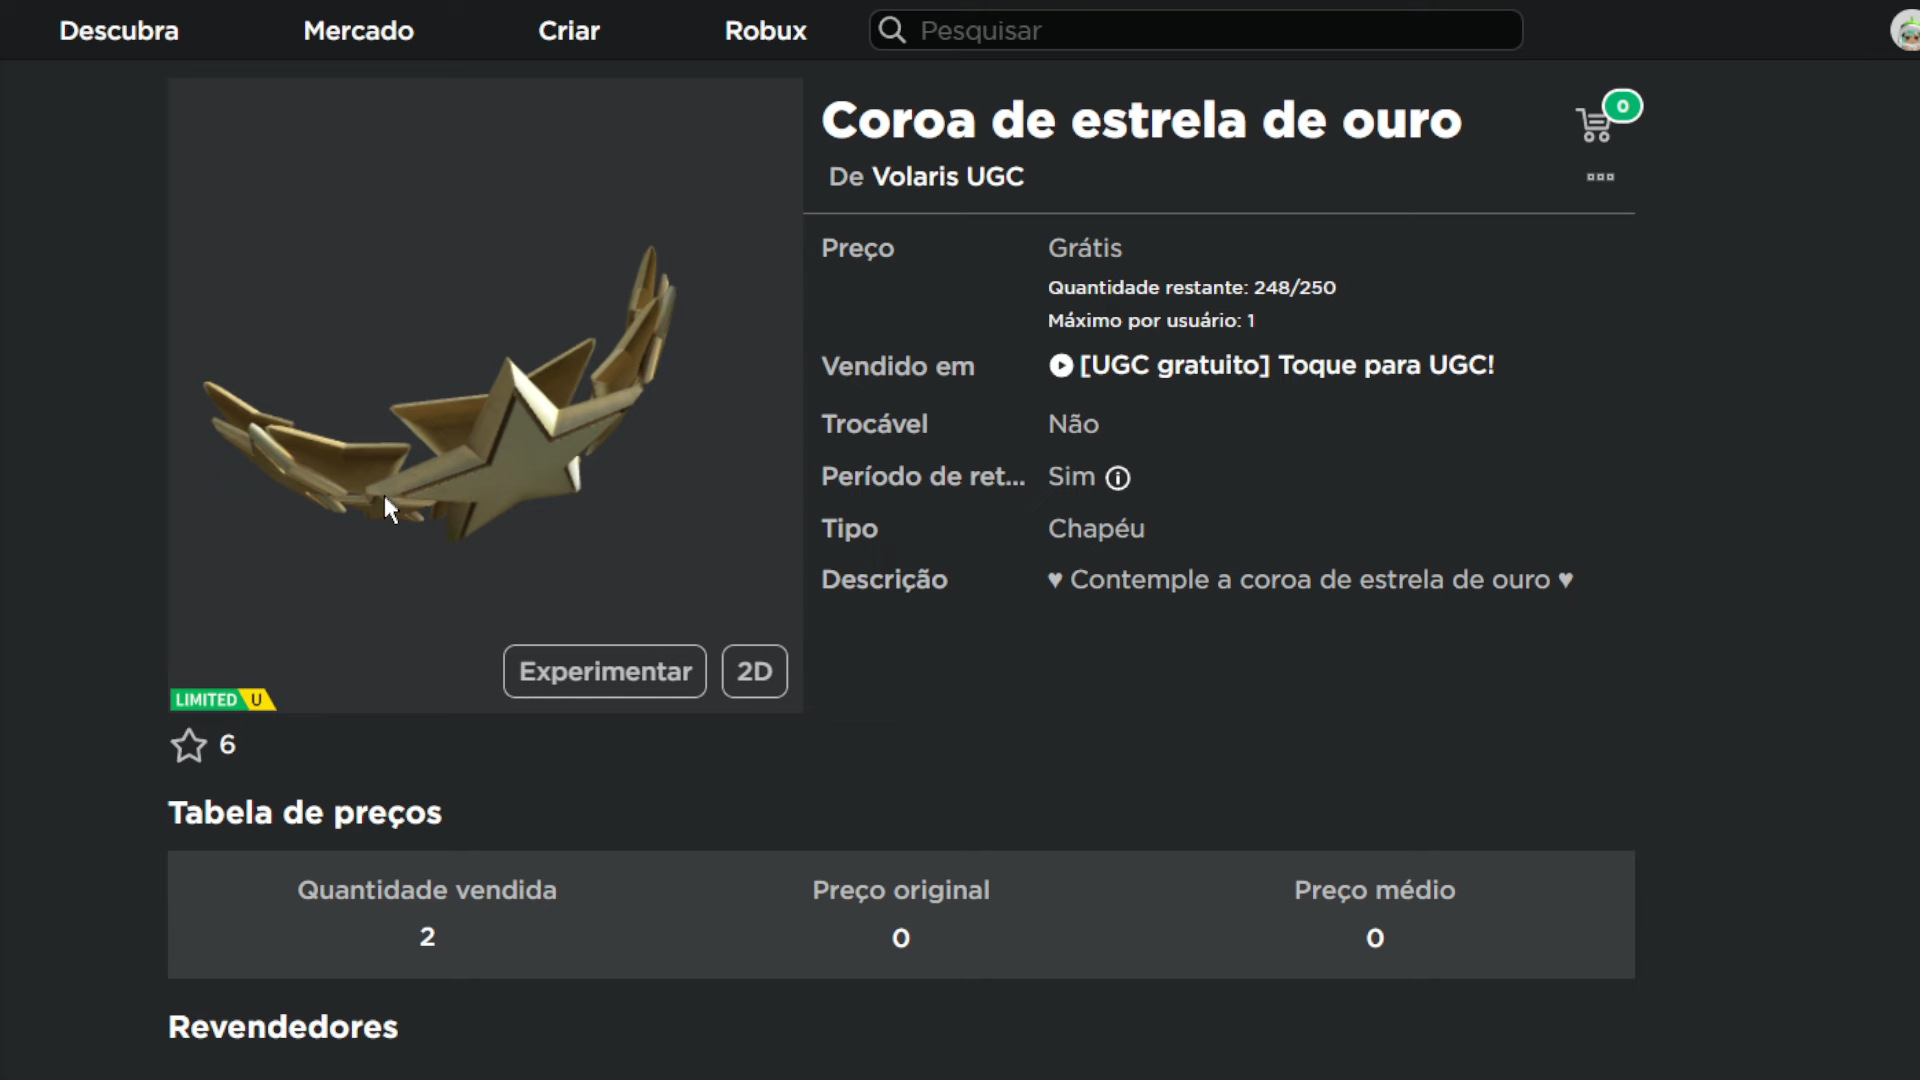 Descubra Mercado Criar Robux Pesquisar
Coroa de estrela de ouro
0
De Volaris UGC
Preço Grátis
Quantidade restante: 248/250
Máximo por usuário: 1
Vendido em [UGC gratuito] Toque para UGC!
Trocável Não
Período de ret... Sim
Tipo Chapéu
Descrição ♥ Contemple a coroa de estrela de ouro ♥
Experimentar 2D
LIMITED U
6
Tabela de preços
Quantidade vendida Preço original Preço médio
2 0 0
Revendedores